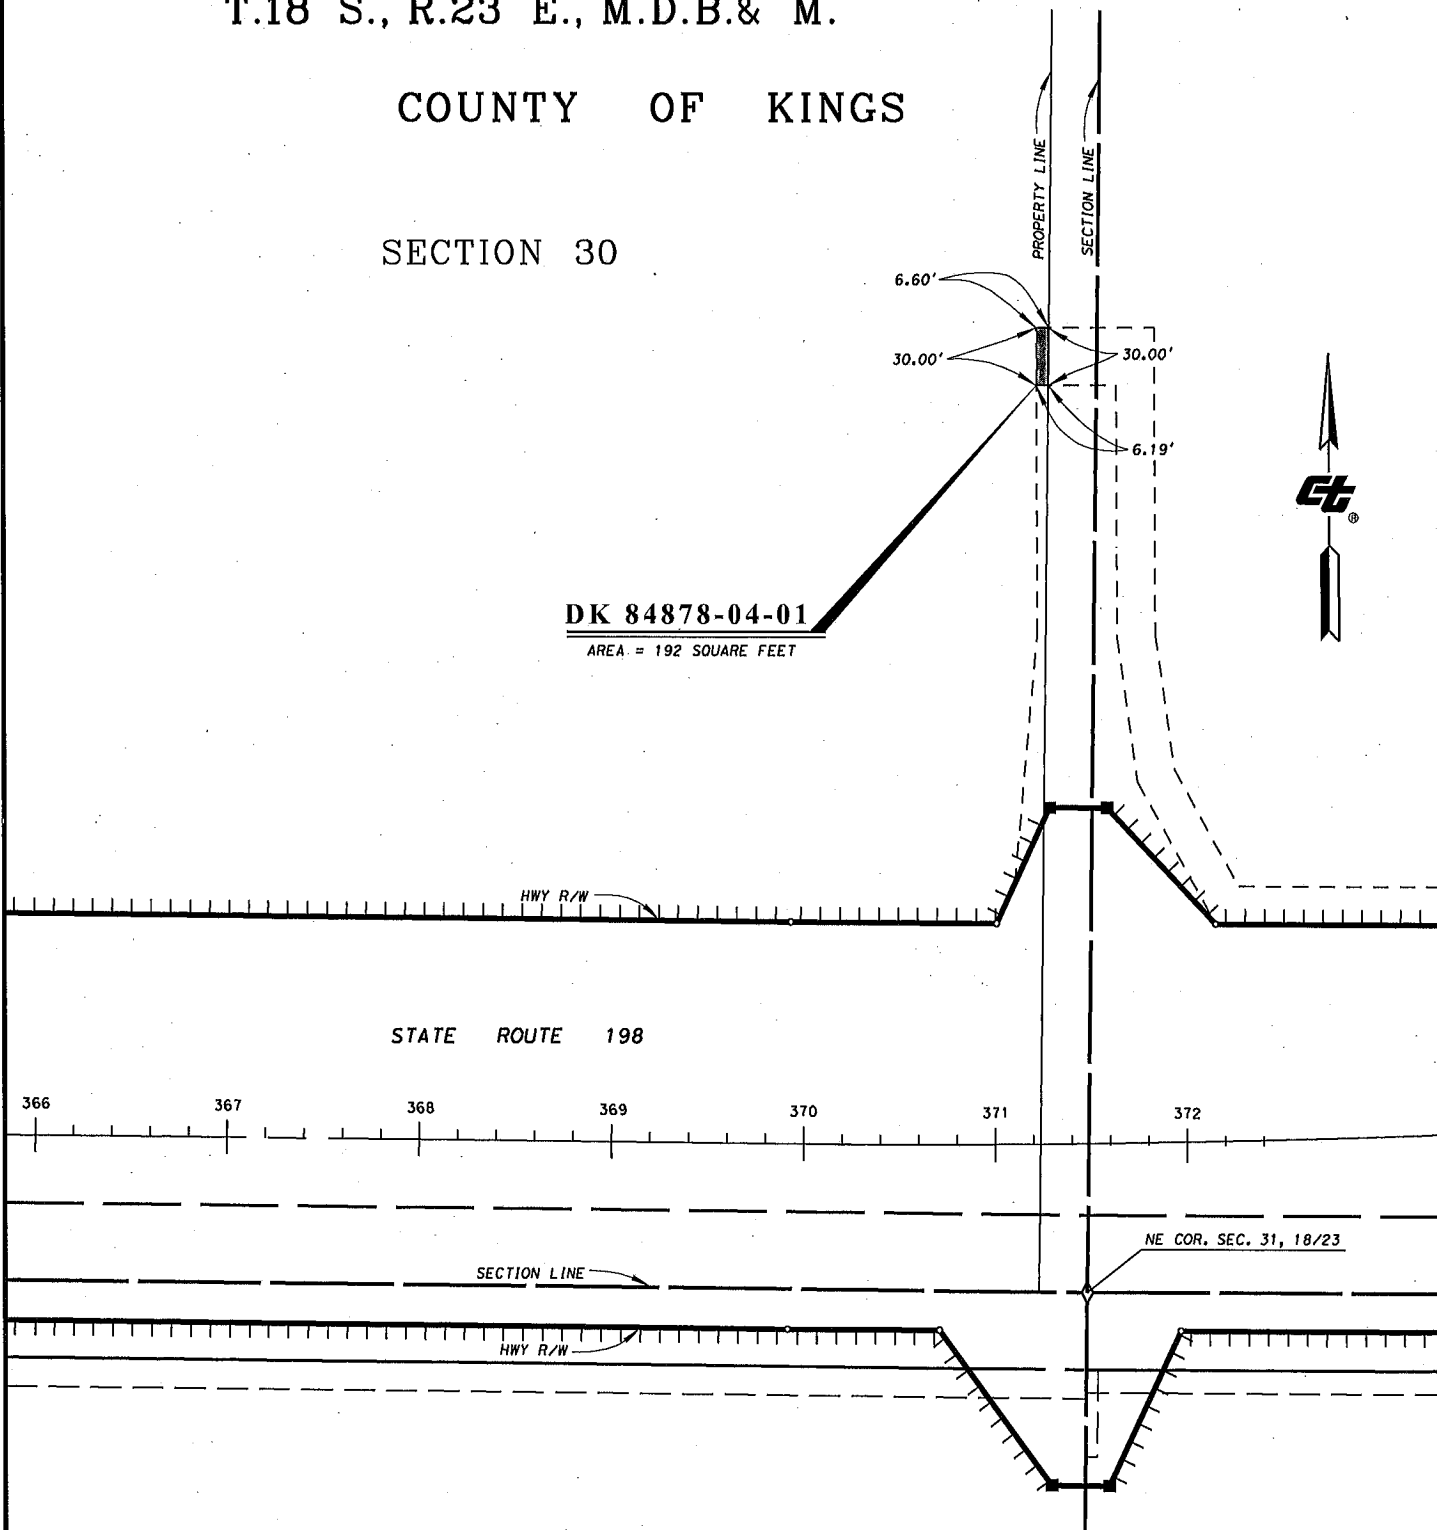 T.18 S., R.23 E., M.D.B.& M.
COUNTY OF KINGS
SECTION 30
PROPERTY LINE
SECTION LINE
6.60'
30.00'
30.00'
6.19'
Ct
®
DK 84878-04-01
AREA = 192 SQUARE FEET
HWY R/W
STATE ROUTE 198
366 367 368 369 370 371 372
NE COR. SEC. 31, 18/23
SECTION LINE
HWY R/W